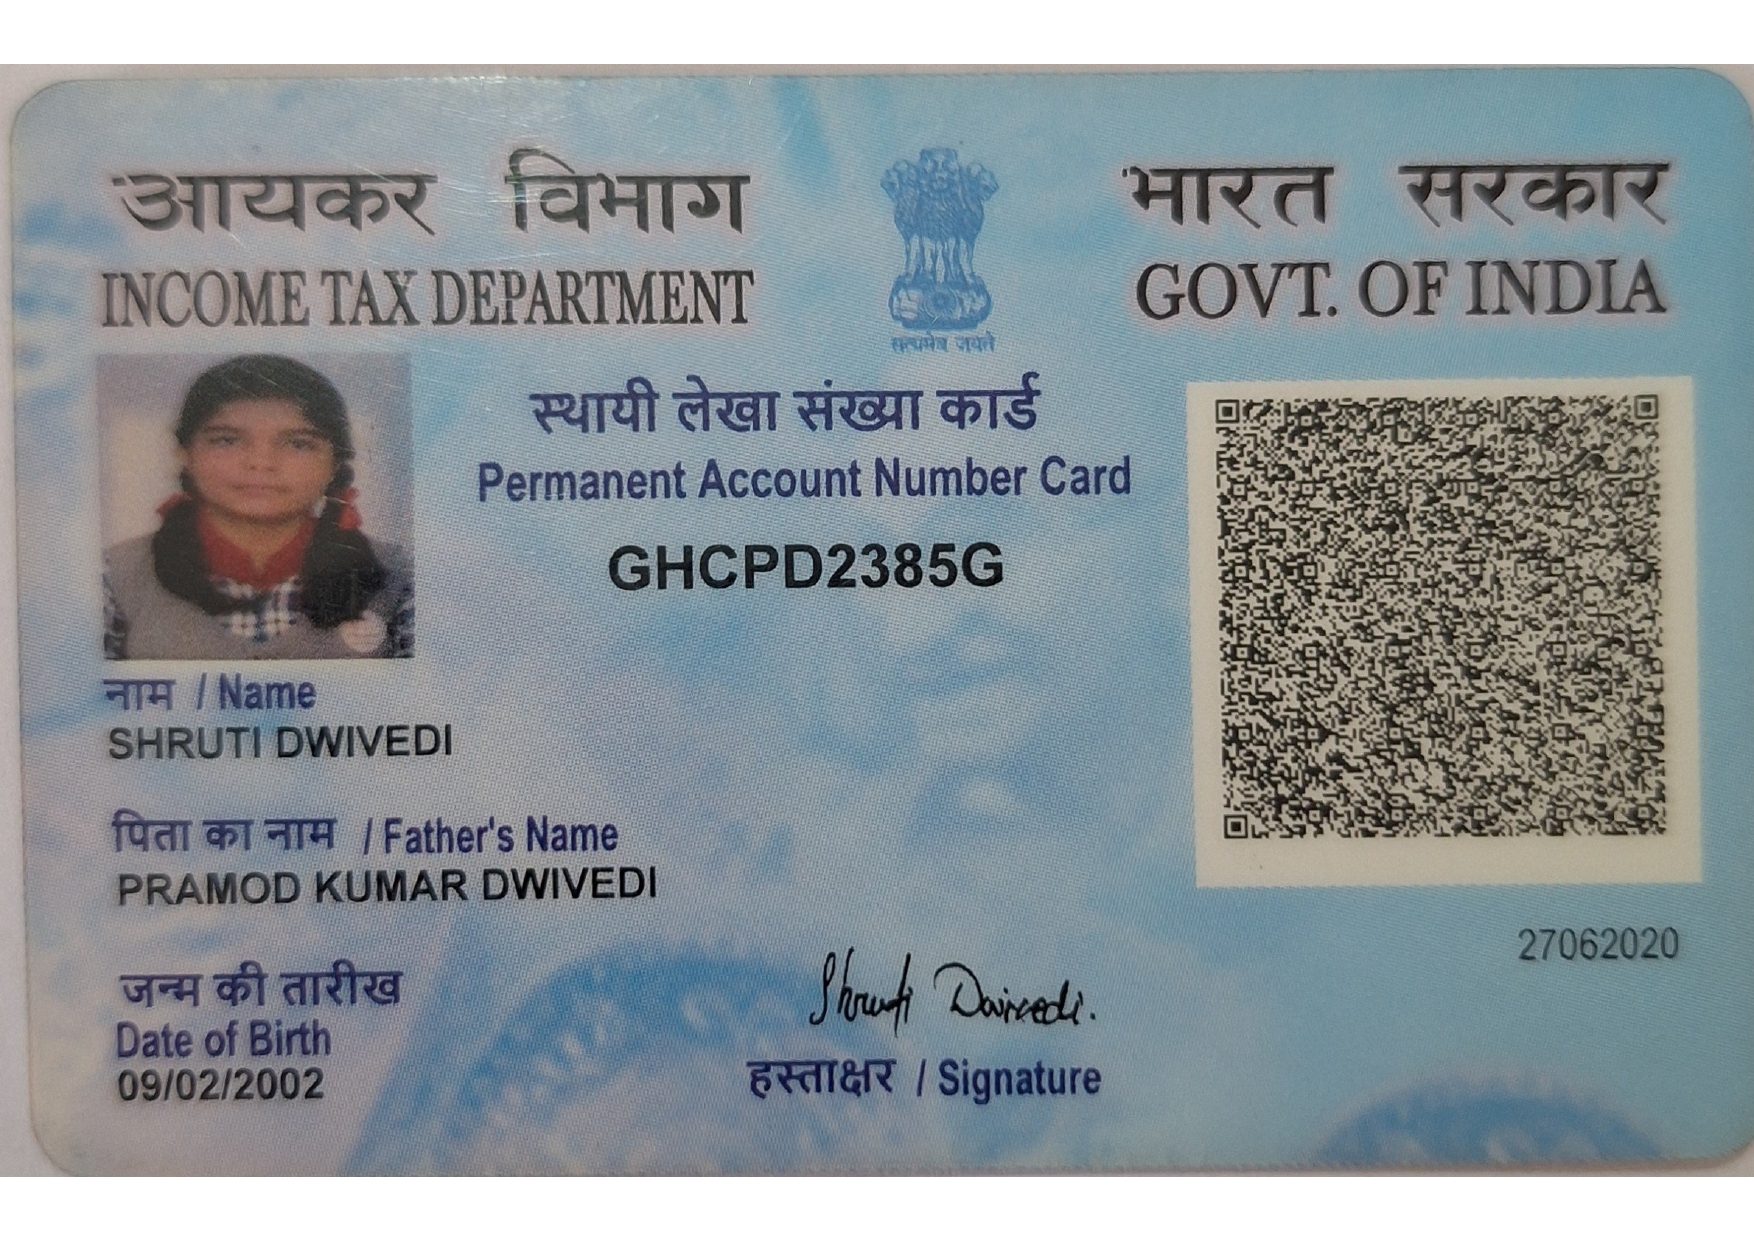 आयकर विभाग
INCOME TAX DEPARTMENT
भारत सरकार
GOVT. OF INDIA
सत्यमेव जयते
स्थायी लेखा संख्या कार्ड
Permanent Account Number Card
GHCPD2385G
नाम / Name
SHRUTI DWIVEDI
पिता का नाम / Father's Name
PRAMOD KUMAR DWIVEDI
जन्म की तारीख
Date of Birth
09/02/2002
Shruti Dwivedi.
हस्ताक्षर / Signature
27062020